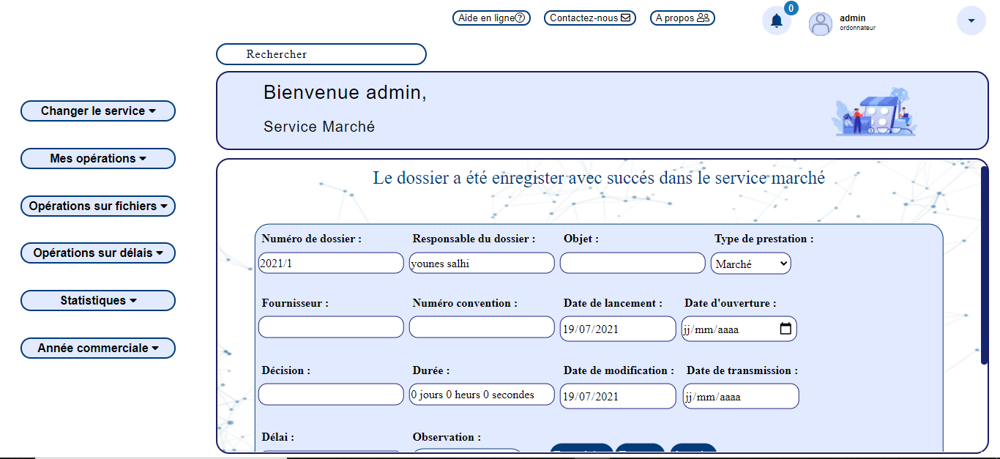 Aide en ligne Contactez-nous A propos 0 admin
ordonnateur
Rechercher
Bienvenue admin,
Service Marché
Changer le service
Mes opérations
Opérations sur fichiers
Opérations sur délais
Statistiques
Année commerciale
Le dossier a été enregister avec succés dans le service marché
Numéro de dossier : Responsable du dossier : Objet : Type de prestation :
2021/1 younes salhi Marché
Fournisseur : Numéro convention : Date de lancement : Date d'ouverture :
19/07/2021 jj/mm/aaaa
Décision : Durée : Date de modification : Date de transmission :
0 jours 0 heurs 0 secondes 19/07/2021 jj/mm/aaaa
Délai : Observation :